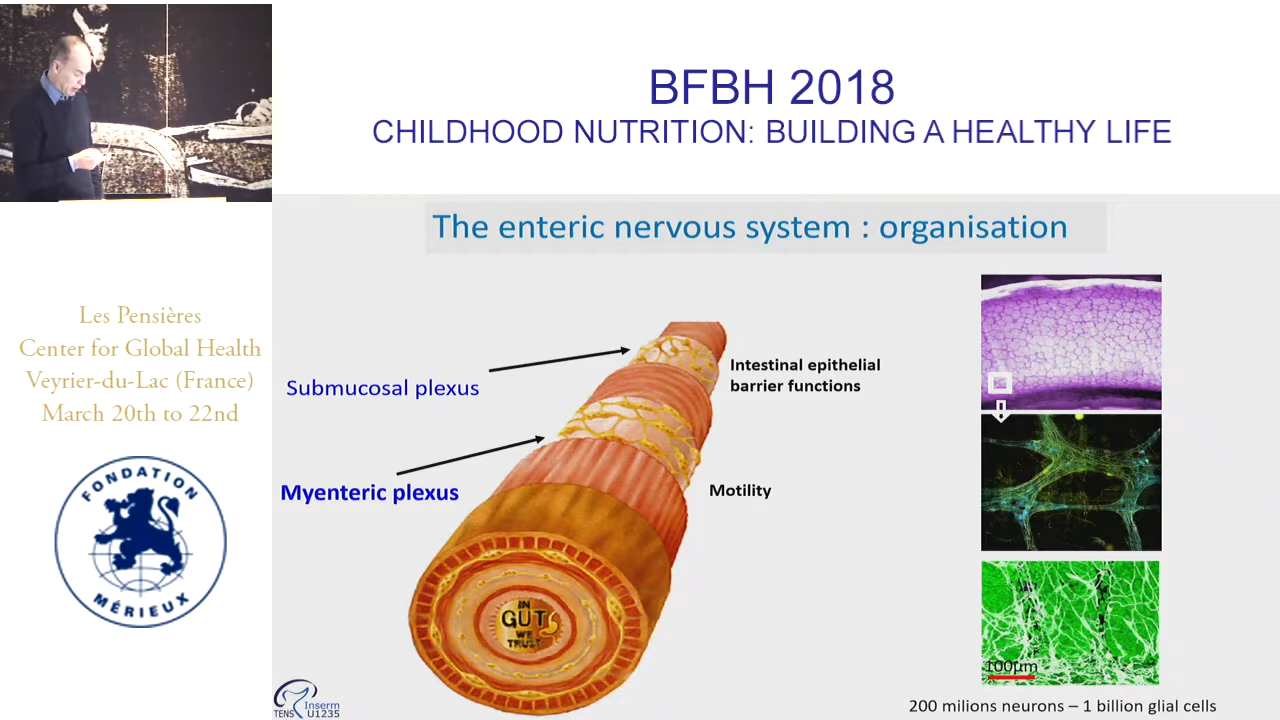 BFBH 2018
CHILDHOOD NUTRITION: BUILDING A HEALTHY LIFE
Les Pensières
Center for Global Health
Veyrier-du-Lac (France)
March 20th to 22nd
FONDATION
MÉRIEUX
The enteric nervous system : organisation
Submucosal plexus
Intestinal epithelial
barrier functions
Myenteric plexus
Motility
IN
GUT
WE
TRUST
100µm
TENS
Inserm
U1235
200 milions neurons – 1 billion glial cells